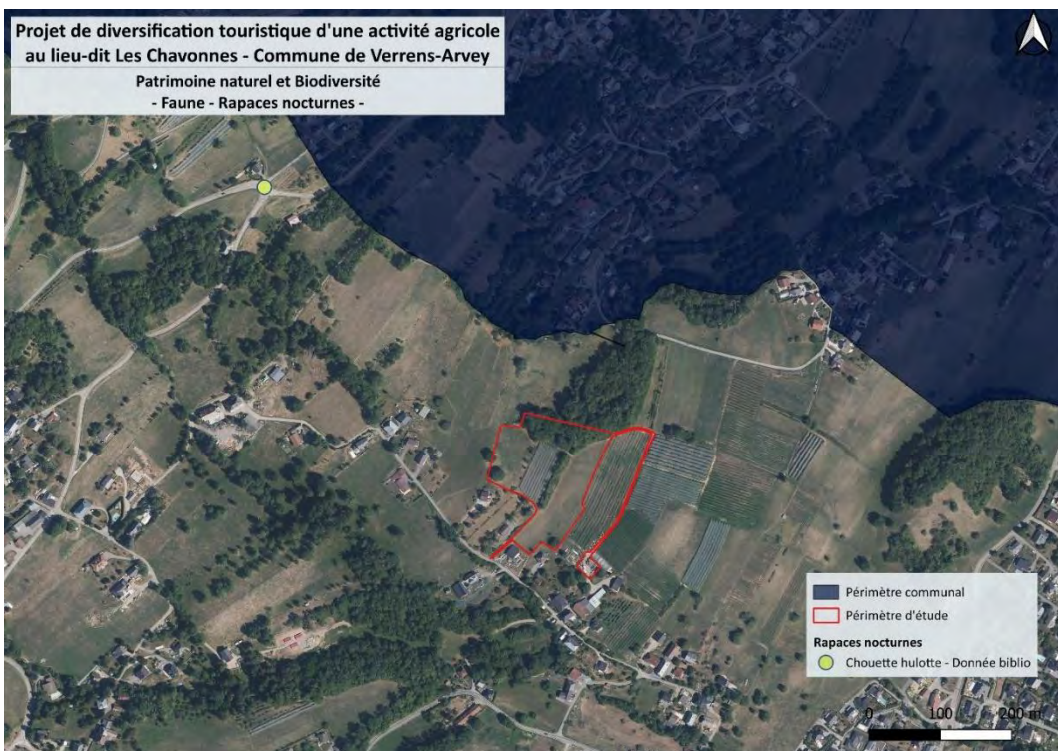 Projet de diversification touristique d'une activité agricole
au lieu-dit Les Chavonnes - Commune de Verrens-Arvey
Patrimoine naturel et Biodiversité
- Faune - Rapaces nocturnes -
Périmètre communal
Périmètre d'étude
Rapaces nocturnes
Chouette hulotte - Donnée biblio
0 100 200 m